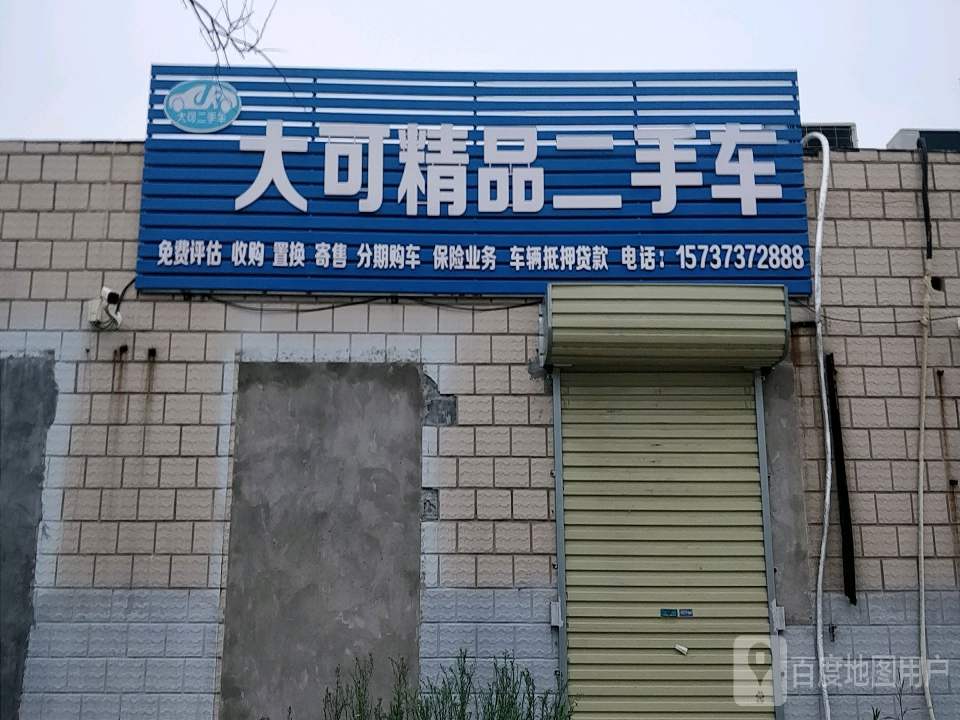 大可二手车
大可精品二手车
免费评估 收购 置换 寄售 分期购车 保险业务 车辆抵押贷款 电话：15737372888
百度地图用户